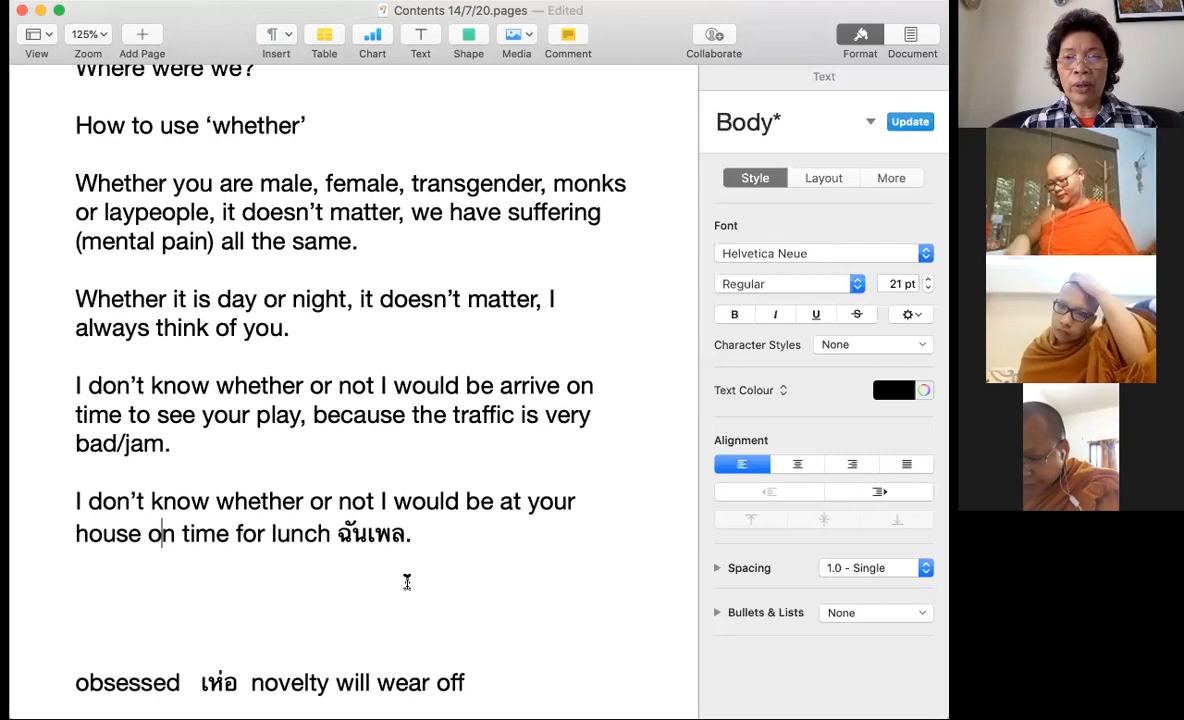 Contents 14/7/20.pages — Edited
125%
View
Zoom
Add Page
Insert
Table
Chart
Text
Shape
Media
Comment
Collaborate
Format
Document
Where were we?
How to use ‘whether’
Whether you are male, female, transgender, monks
or laypeople, it doesn’t matter, we have suffering
(mental pain) all the same.
Whether it is day or night, it doesn’t matter, I
always think of you.
I don’t know whether or not I would be arrive on
time to see your play, because the traffic is very
bad/jam.
I don’t know whether or not I would be at your
house on time for lunch ฉันเพล.
obsessed เห่อ novelty will wear off
Text
Body*
Update
Style
Layout
More
Font
Helvetica Neue
Regular
21 pt
B I U S
Character Styles
None
Text Colour
Alignment
Spacing
1.0 - Single
Bullets & Lists
None